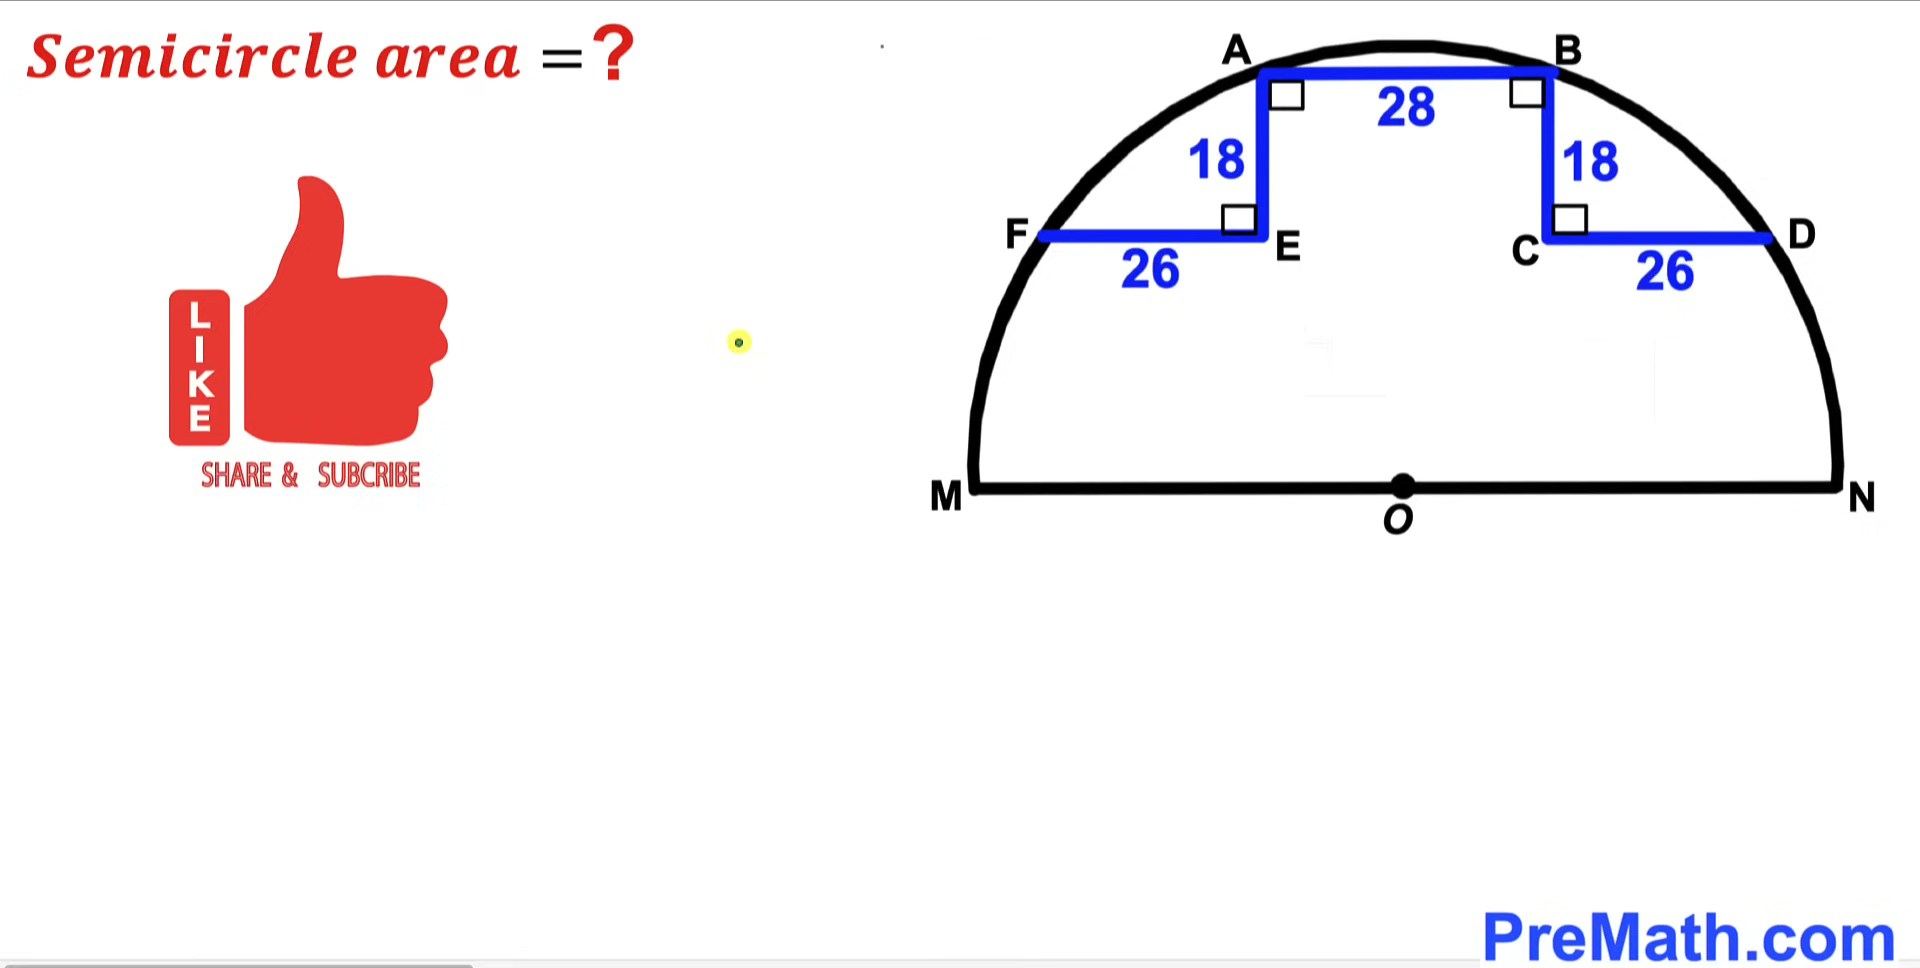 Semicircle area = ?
A
B
28
18
18
F
E
C
D
26
26
L
I
K
E
SHARE & SUBCRIBE
M
O
N
PreMath.com